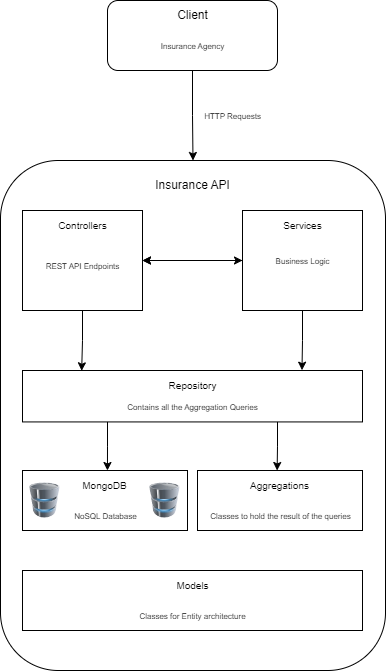 Client
Insurance Agency
HTTP Requests
Insurance API
Controllers
REST API Endpoints
Services
Business Logic
Repository
Contains all the Aggregation Queries
MongoDB
NoSQL Database
Aggregations
Classes to hold the result of the queries
Models
Classes for Entity architecture